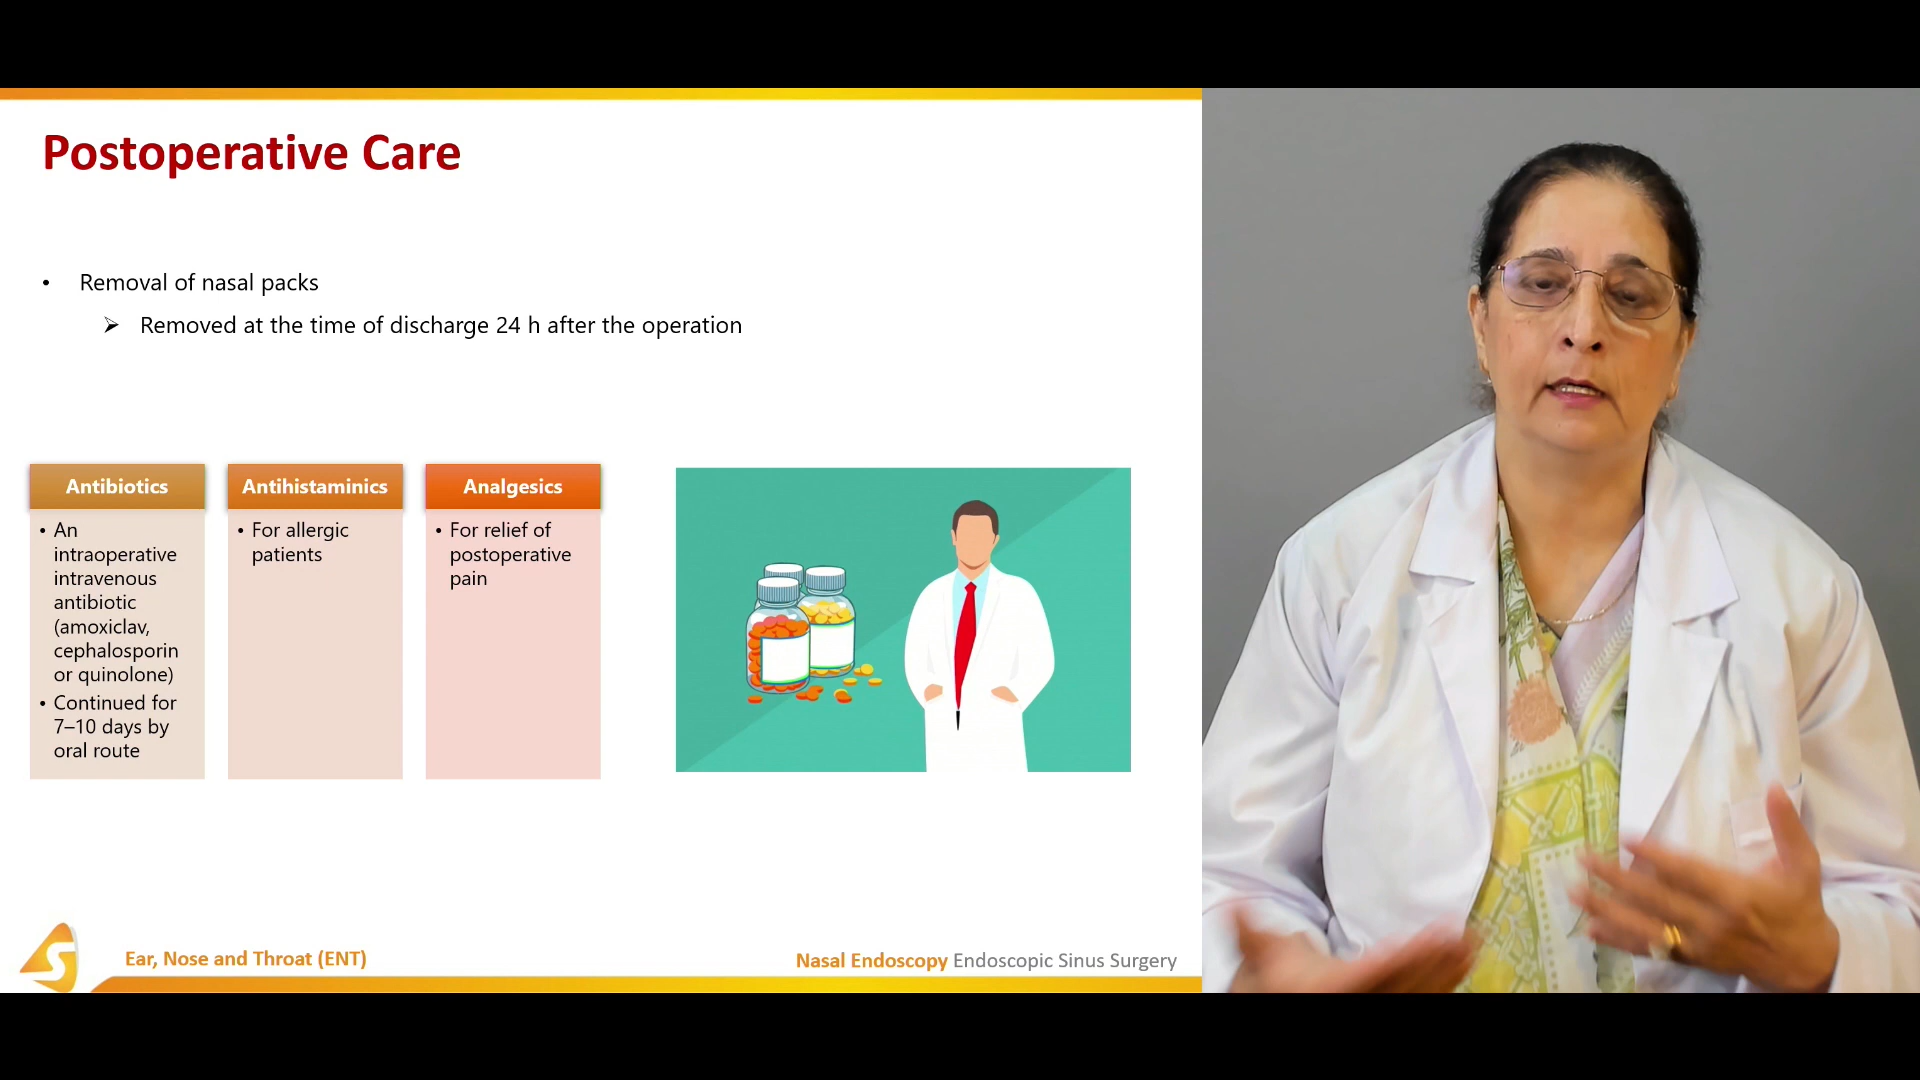 Postoperative Care
• Removal of nasal packs
➢ Removed at the time of discharge 24 h after the operation
Antibiotics
• An
intraoperative
intravenous
antibiotic
(amoxiclav,
cephalosporin
or quinolone)
• Continued for
7–10 days by
oral route
Antihistaminics
• For allergic
patients
Analgesics
• For relief of
postoperative
pain
S
Ear, Nose and Throat (ENT)
Nasal Endoscopy Endoscopic Sinus Surgery